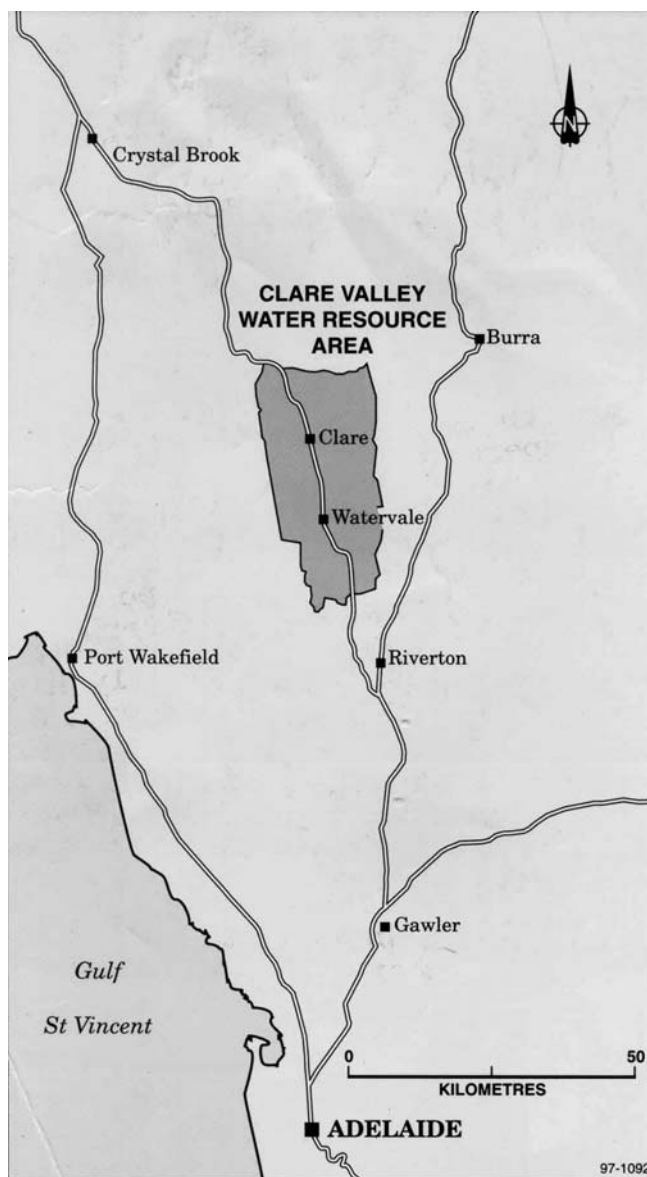 N
Crystal Brook
CLARE VALLEY
WATER RESOURCE
AREA
Burra
Clare
Watervale
Port Wakefield
Riverton
Gawler
Gulf
St Vincent
0 50
KILOMETRES
ADELAIDE
97-1092